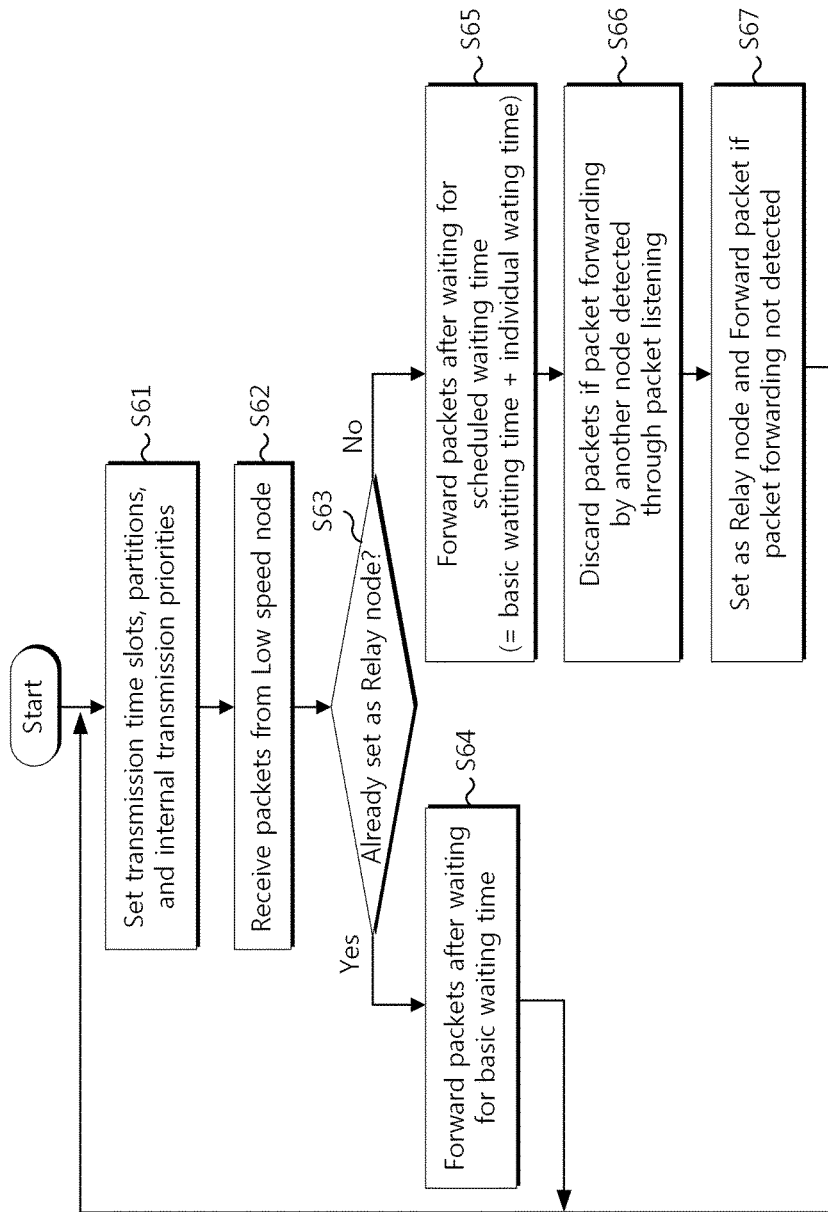 Start
Set transmission time slots, partitions,
and internal transmission priorities
S61
Receive packets from Low speed node
S62
Already set as Relay node?
S63
Yes
No
Forward packets after waiting
for basic waiting time
S64
Forward packets after waiting for
scheduled waiting time
(= basic watiting time + individual wating time)
S65
Discard packets if packet forwarding
by another node detected
through packet listening
S66
Set as Relay node and Forward packet if
packet forwarding not detected
S67